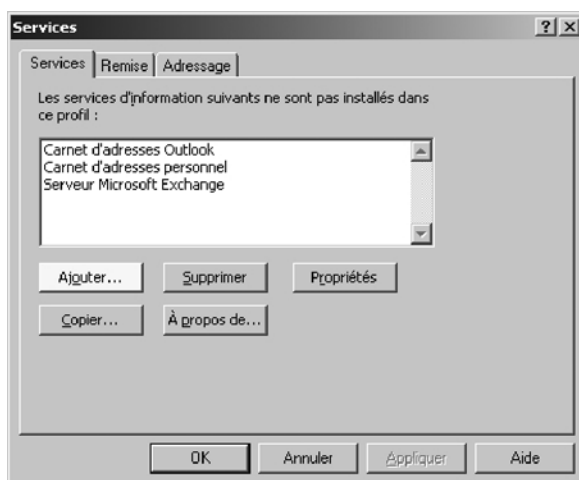 Services
Services Remise Adressage
Les services d'information suivants ne sont pas installés dans
ce profil :
Carnet d'adresses Outlook
Carnet d'adresses personnel
Serveur Microsoft Exchange
Ajouter... Supprimer Propriétés
Copier... À propos de...
OK Annuler Appliquer Aide